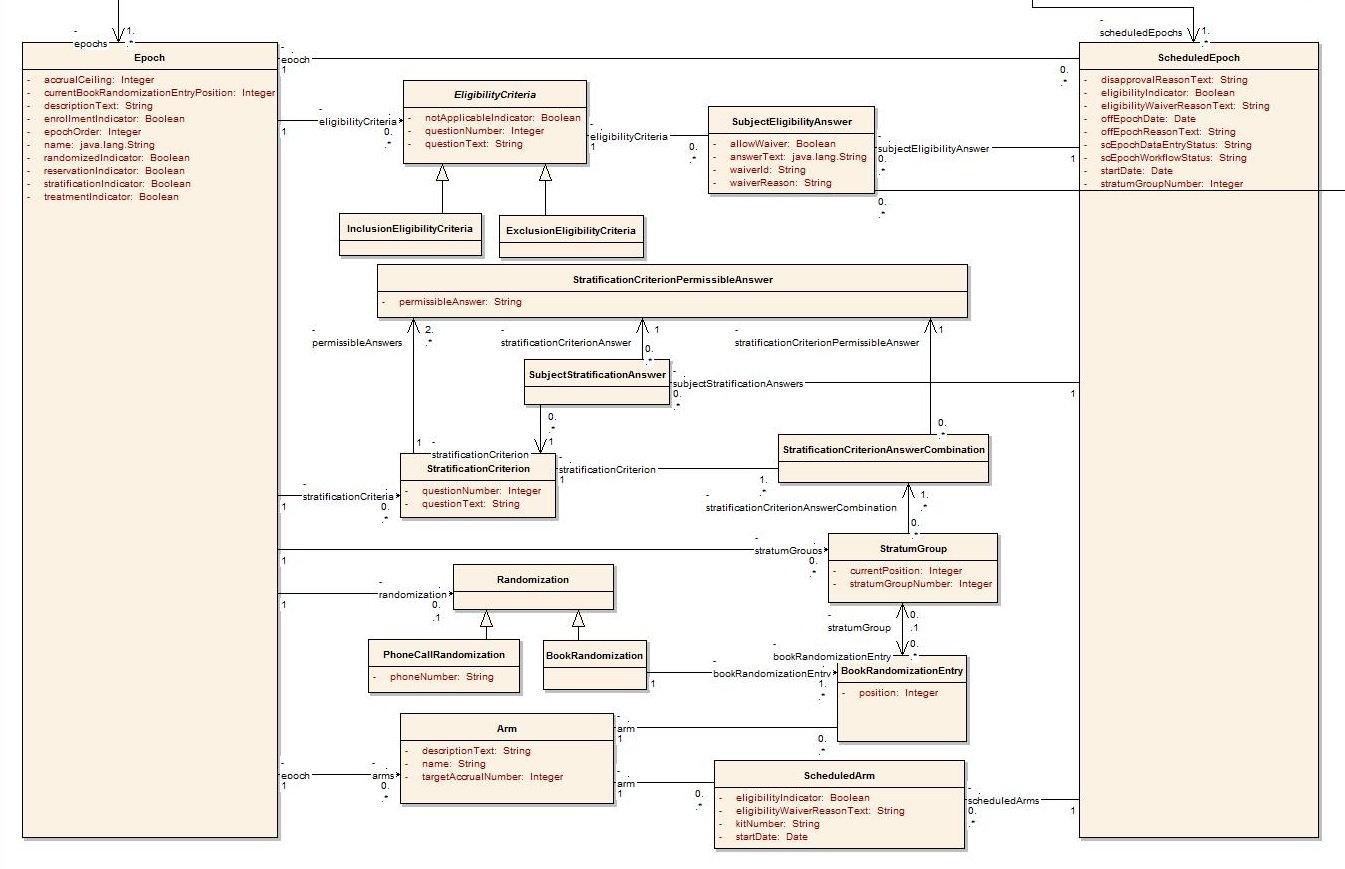 -
epochs
1.
.*
-
scheduledEpochs
1.
.*
Epoch
- accrualCeiling: Integer
- currentBookRandomizationEntryPosition: Integer
- descriptionText: String
- enrollmentIndicator: Boolean
- epochOrder: Integer
- name: java.lang.String
- randomizedIndicator: Boolean
- reservationIndicator: Boolean
- stratificationIndicator: Boolean
- treatmentIndicator: Boolean
-
epoch
1
0.
.*
ScheduledEpoch
- disapprovalReasonText: String
- eligibilityIndicator: Boolean
- eligibilityWaiverReasonText: String
- offEpochDate: Date
- offEpochReasonText: String
- scEpochDataEntryStatus: String
- scEpochWorkflowStatus: String
- startDate: Date
- stratumGroupNumber: Integer
-
eligibilityCriteria
1
0.
.*
EligibilityCriteria
- notApplicableIndicator: Boolean
- questionNumber: Integer
- questionText: String
-
eligibilityCriteria
1
0.
.*
SubjectEligibilityAnswer
- allowWaiver: Boolean
- answerText: java.lang.String
- waiverId: String
- waiverReason: String
-
subjectEligibilityAnswer
0.
.*
1
0.
.*
InclusionEligibilityCriteria
ExclusionEligibilityCriteria
StratificationCriterionPermissibleAnswer
- permissibleAnswer: String
-
permissibleAnswers
2.
.*
-
stratificationCriterionAnswer
1
0.
.*
-
stratificationCriterionPermissibleAnswer
1
SubjectStratificationAnswer
-
subjectStratificationAnswers
0.
.*
1
0.
.*
1
1
-
stratificationCriterion
0.
.*
StratificationCriterionAnswerCombination
StratificationCriterion
- questionNumber: Integer
- questionText: String
-
stratificationCriterion
1
1.
.*
-
stratificationCriteria
1
0.
.*
-
stratificationCriterionAnswerCombination
1.
.*
0.
.*
-
stratumGroups
1
0.
.*
StratumGroup
- currentPosition: Integer
- stratumGroupNumber: Integer
-
randomization
1
0.
.1
Randomization
-
stratumGroup
0.
.1
PhoneCallRandomization
- phoneNumber: String
BookRandomization
-
bookRandomizationEntry
0.
.*
-
bookRandomizationEntry
1
1.
.*
BookRandomizationEntry
- position: Integer
Arm
- descriptionText: String
- name: String
- targetAccrualNumber: Integer
-
arm
1
0.
.*
-
epoch
1
-
arms
0.
.*
-
arm
1
0.
.*
ScheduledArm
- eligibilityIndicator: Boolean
- eligibilityWaiverReasonText: String
- kitNumber: String
- startDate: Date
-
scheduledArms
0.
.*
1